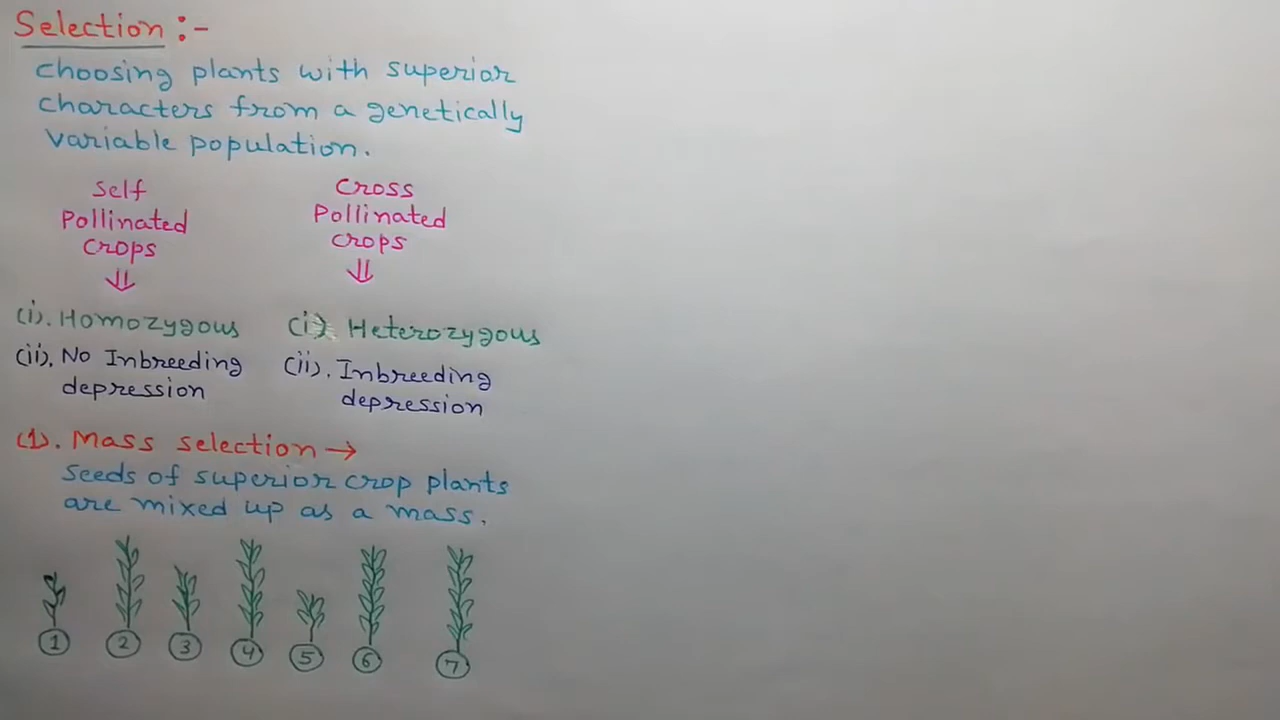 Selection :-
choosing plants with superior
characters from a genetically
variable population.
Self
Pollinated
crops
⇓
Cross
Pollinated
crops
⇓
(i). Homozygous
(ii). No Inbreeding
depression
(i). Heterozygous
(ii). Inbreeding
depression
(1). Mass selection →
Seeds of superior crop plants
are mixed up as a mass.
1 2 3 4 5 6 7